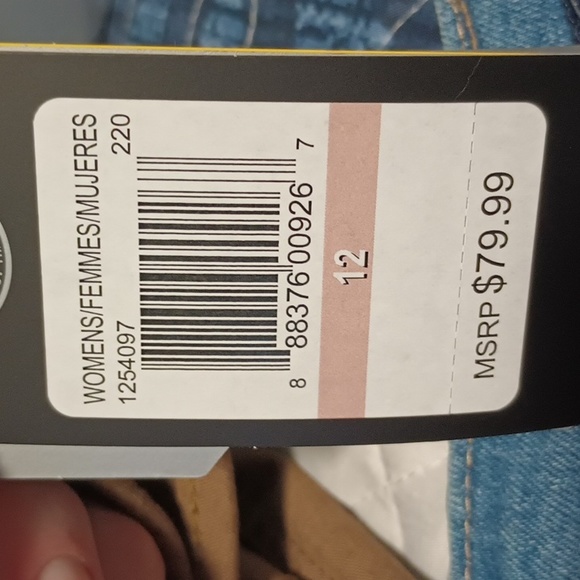 WOMENS/FEMMES/MUJERES
1254097 220
8 88376 00926 7
12
MSRP $79.99